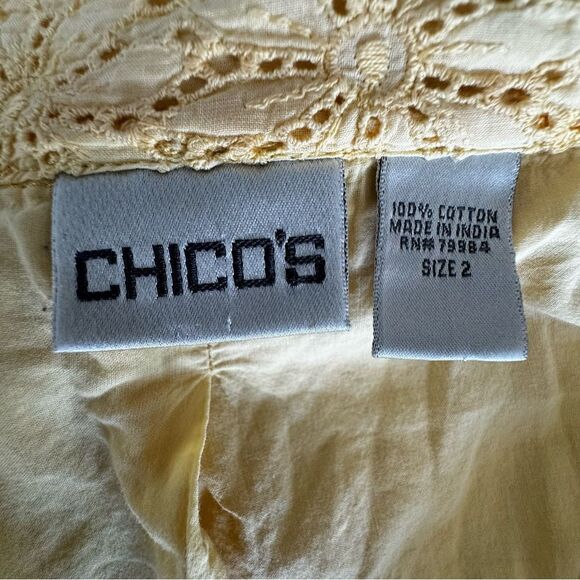 CHICO'S
100% COTTON
MADE IN INDIA
RN# 79984
SIZE 2